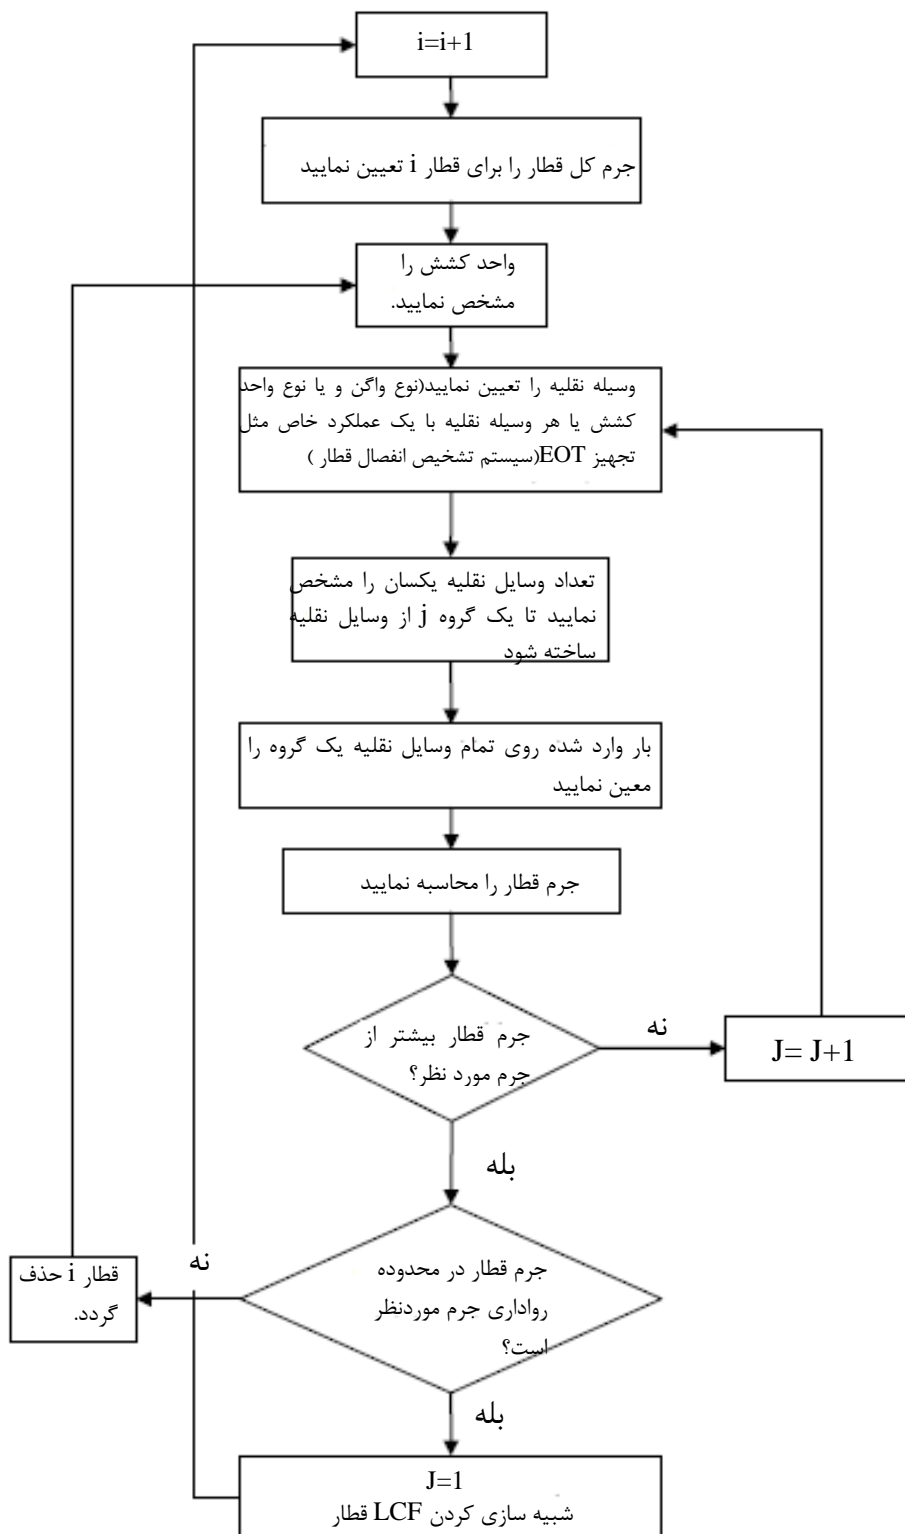 i=i+1
جرم کل قطار را برای قطار i تعیین نمایید
واحد کشش را
مشخص نمایید.
وسیله نقلیه را تعیین نمایید(نوع واگن و یا نوع واحد
کشش یا هر وسیله نقلیه با یک عملکرد خاص مثل
تجهیز EOT(سیستم تشخیص انفصال قطار )
تعداد وسایل نقلیه یکسان را مشخص
نمایید تا یک گروه j از وسایل نقلیه
ساخته شود
بار وارد شده روی تمام وسایل نقلیه یک گروه را
معین نمایید
جرم قطار را محاسبه نمایید
جرم قطار بیشتر از
جرم مورد نظر؟
نه
J= J+1
بله
جرم قطار در محدوده
رواداری جرم موردنظر
است؟
نه
قطار i حذف
گردد.
بله
J=1
شبیه سازی کردن LCF قطار